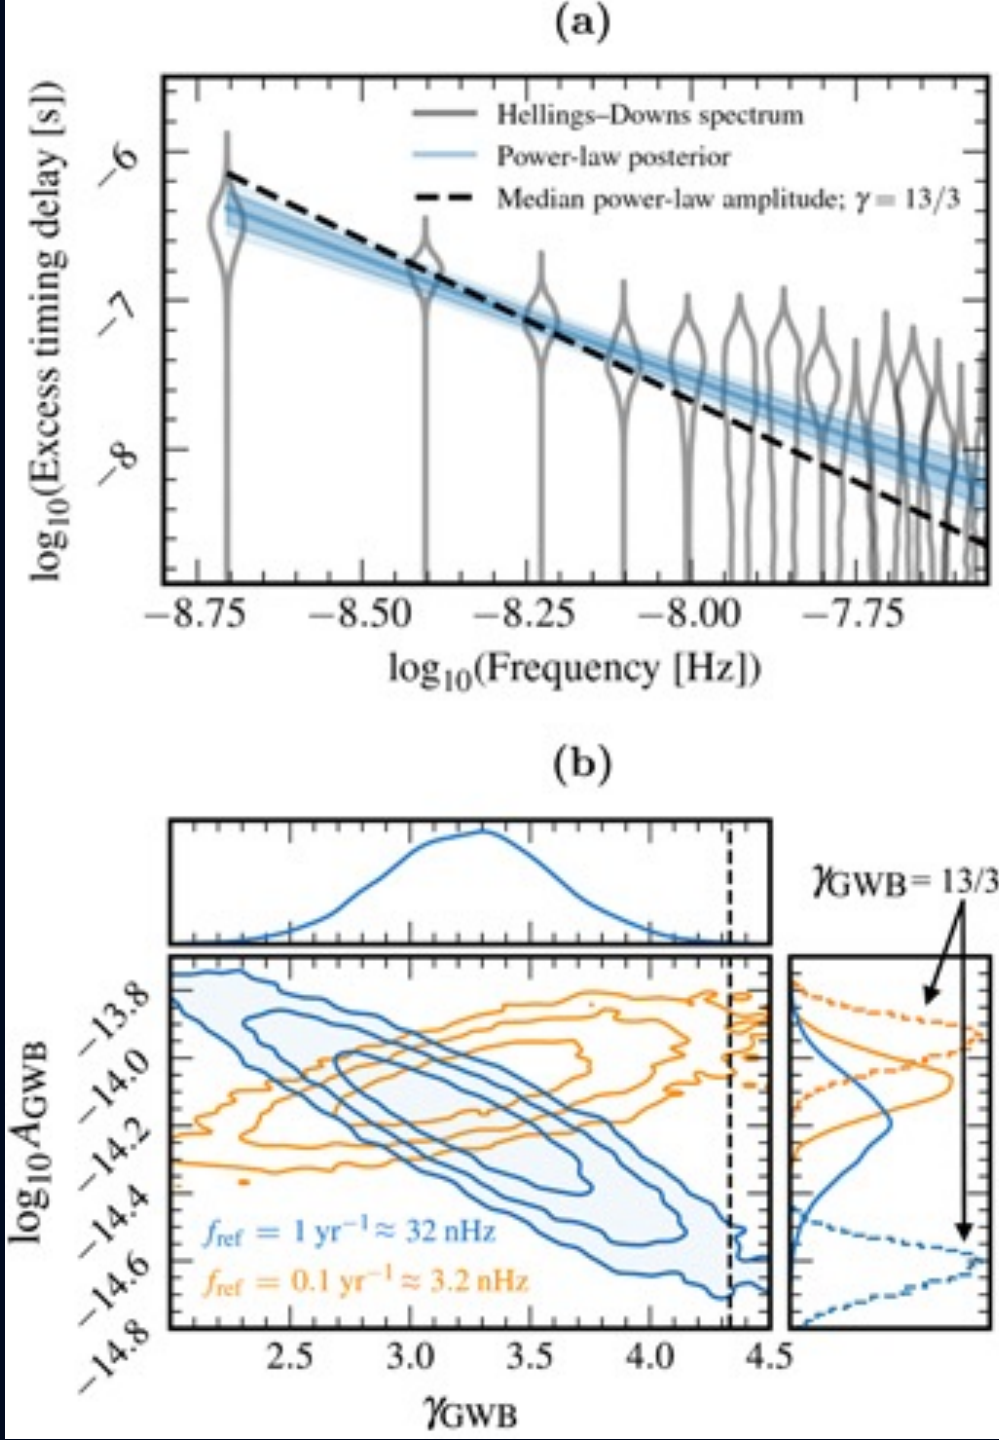 (a)
log₁₀(Excess timing delay [s])
−6
−7
−8
Hellings–Downs spectrum
Power-law posterior
Median power-law amplitude; γ = 13/3
−8.75 −8.50 −8.25 −8.00 −7.75
log₁₀(Frequency [Hz])
(b)
γGWB = 13/3
log₁₀AGWB
−13.8
−14.0
−14.2
−14.4
−14.6
−14.8
fref = 1 yr⁻¹ ≈ 32 nHz
fref = 0.1 yr⁻¹ ≈ 3.2 nHz
2.5 3.0 3.5 4.0 4.5
γGWB